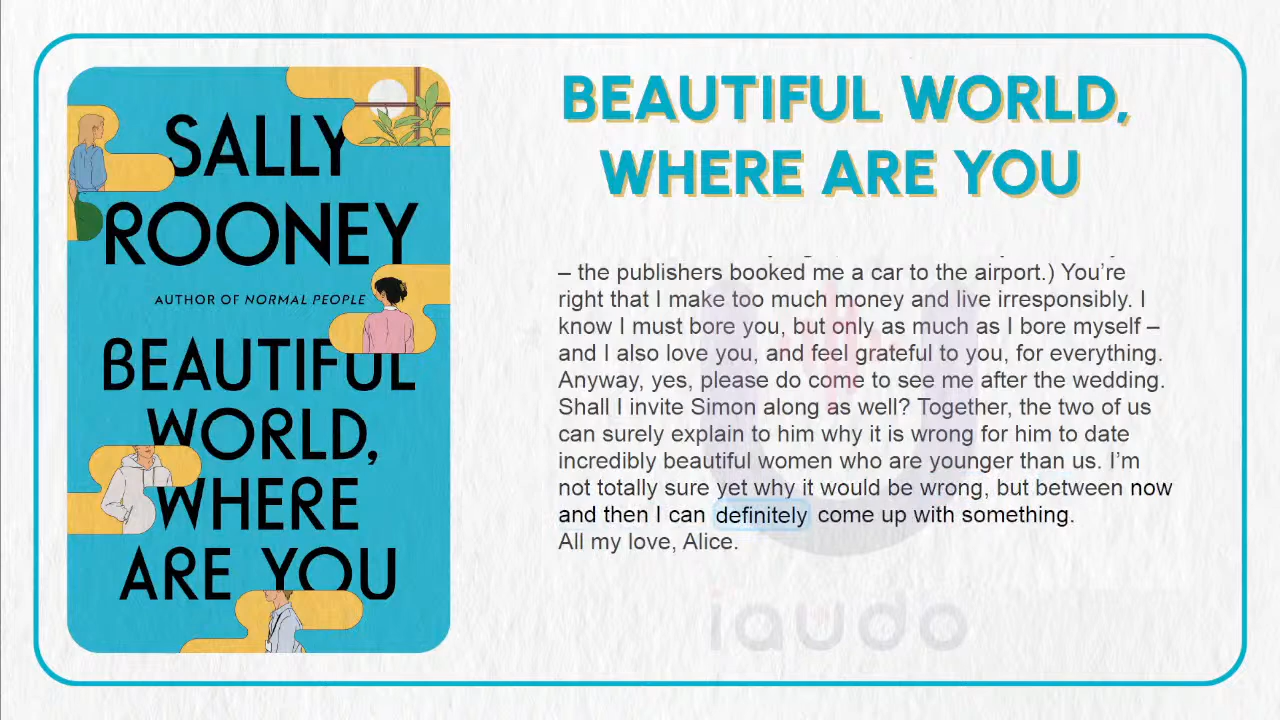 SALLY
ROONEY
AUTHOR OF NORMAL PEOPLE
BEAUTIFUL
WORLD,
WHERE
ARE YOU
BEAUTIFUL WORLD,
WHERE ARE YOU
– the publishers booked me a car to the airport.) You’re
right that I make too much money and live irresponsibly. I
know I must bore you, but only as much as I bore myself –
and I also love you, and feel grateful to you, for everything.
Anyway, yes, please do come to see me after the wedding.
Shall I invite Simon along as well? Together, the two of us
can surely explain to him why it is wrong for him to date
incredibly beautiful women who are younger than us. I’m
not totally sure yet why it would be wrong, but between now
and then I can definitely come up with something.
All my love, Alice.
iaudo